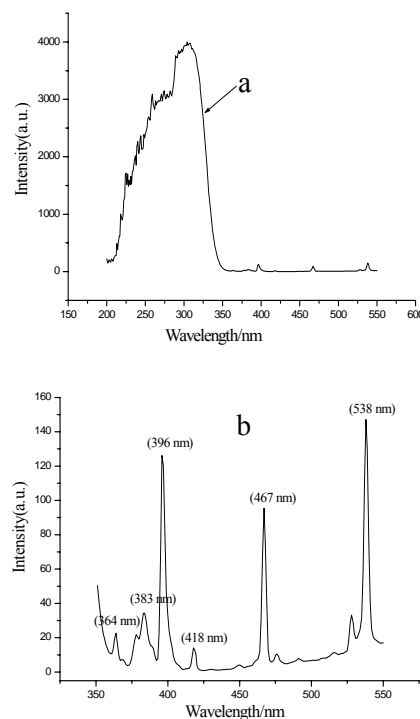 4000
3000
2000
1000
0
Intensity(a.u.)
a
150 200 250 300 350 400 450 500 550 600
Wavelength/nm
160
140
120
100
80
60
40
20
0
Intensity(a.u.)
b
(538 nm)
(396 nm)
(467 nm)
(383 nm)
(364 nm)
(418 nm)
350 400 450 500 550
Wavelength/nm